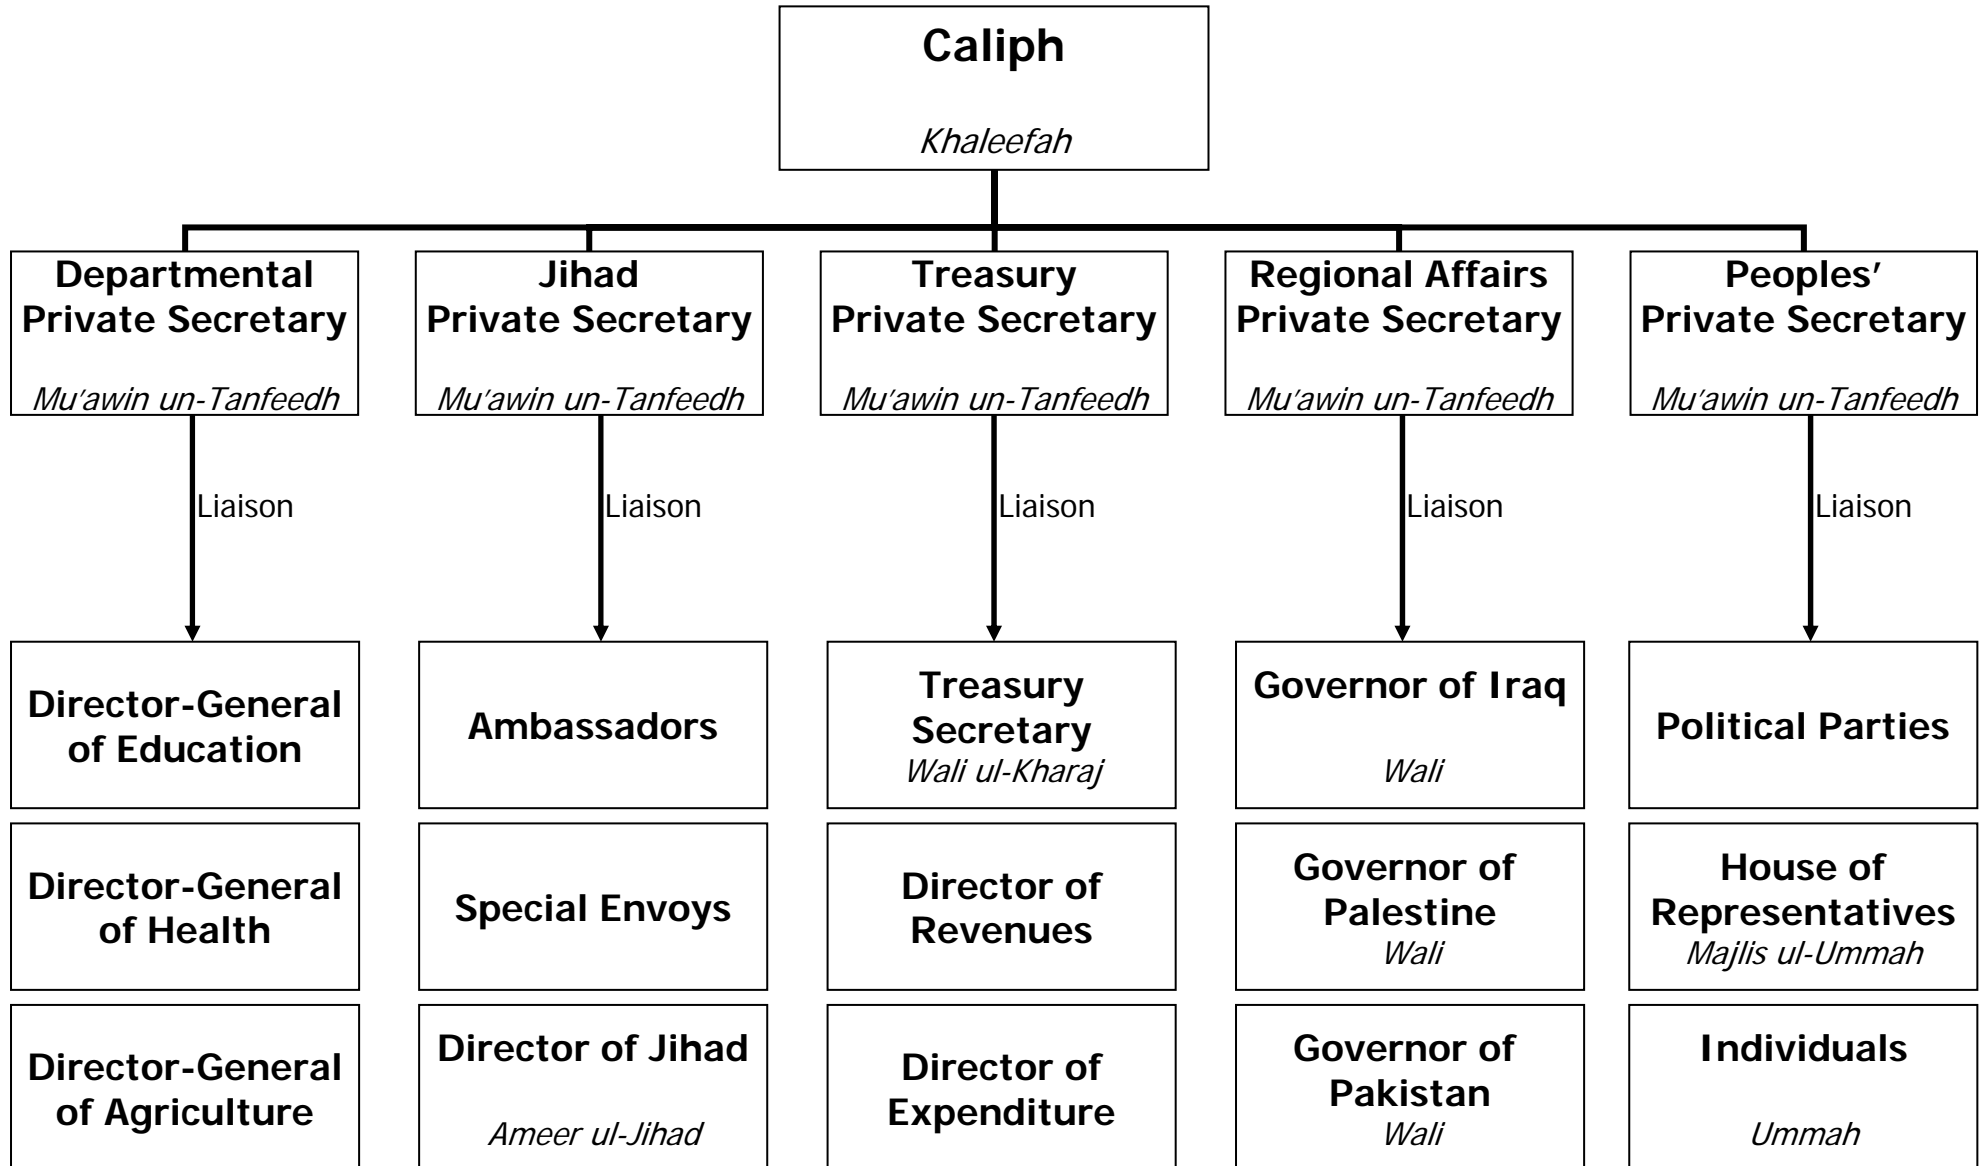 Caliph
Khaleefah
Departmental
Private Secretary
Mu'awin un-Tanfeedh
Jihad
Private Secretary
Mu'awin un-Tanfeedh
Treasury
Private Secretary
Mu'awin un-Tanfeedh
Regional Affairs
Private Secretary
Mu'awin un-Tanfeedh
Peoples'
Private Secretary
Mu'awin un-Tanfeedh
Liaison
Liaison
Liaison
Liaison
Liaison
Director-General
of Education
Ambassadors
Treasury
Secretary
Wali ul-Kharaj
Governor of Iraq
Wali
Political Parties
Director-General
of Health
Special Envoys
Director of
Revenues
Governor of
Palestine
Wali
House of
Representatives
Majlis ul-Ummah
Director-General
of Agriculture
Director of Jihad
Ameer ul-Jihad
Director of
Expenditure
Governor of
Pakistan
Wali
Individuals
Ummah